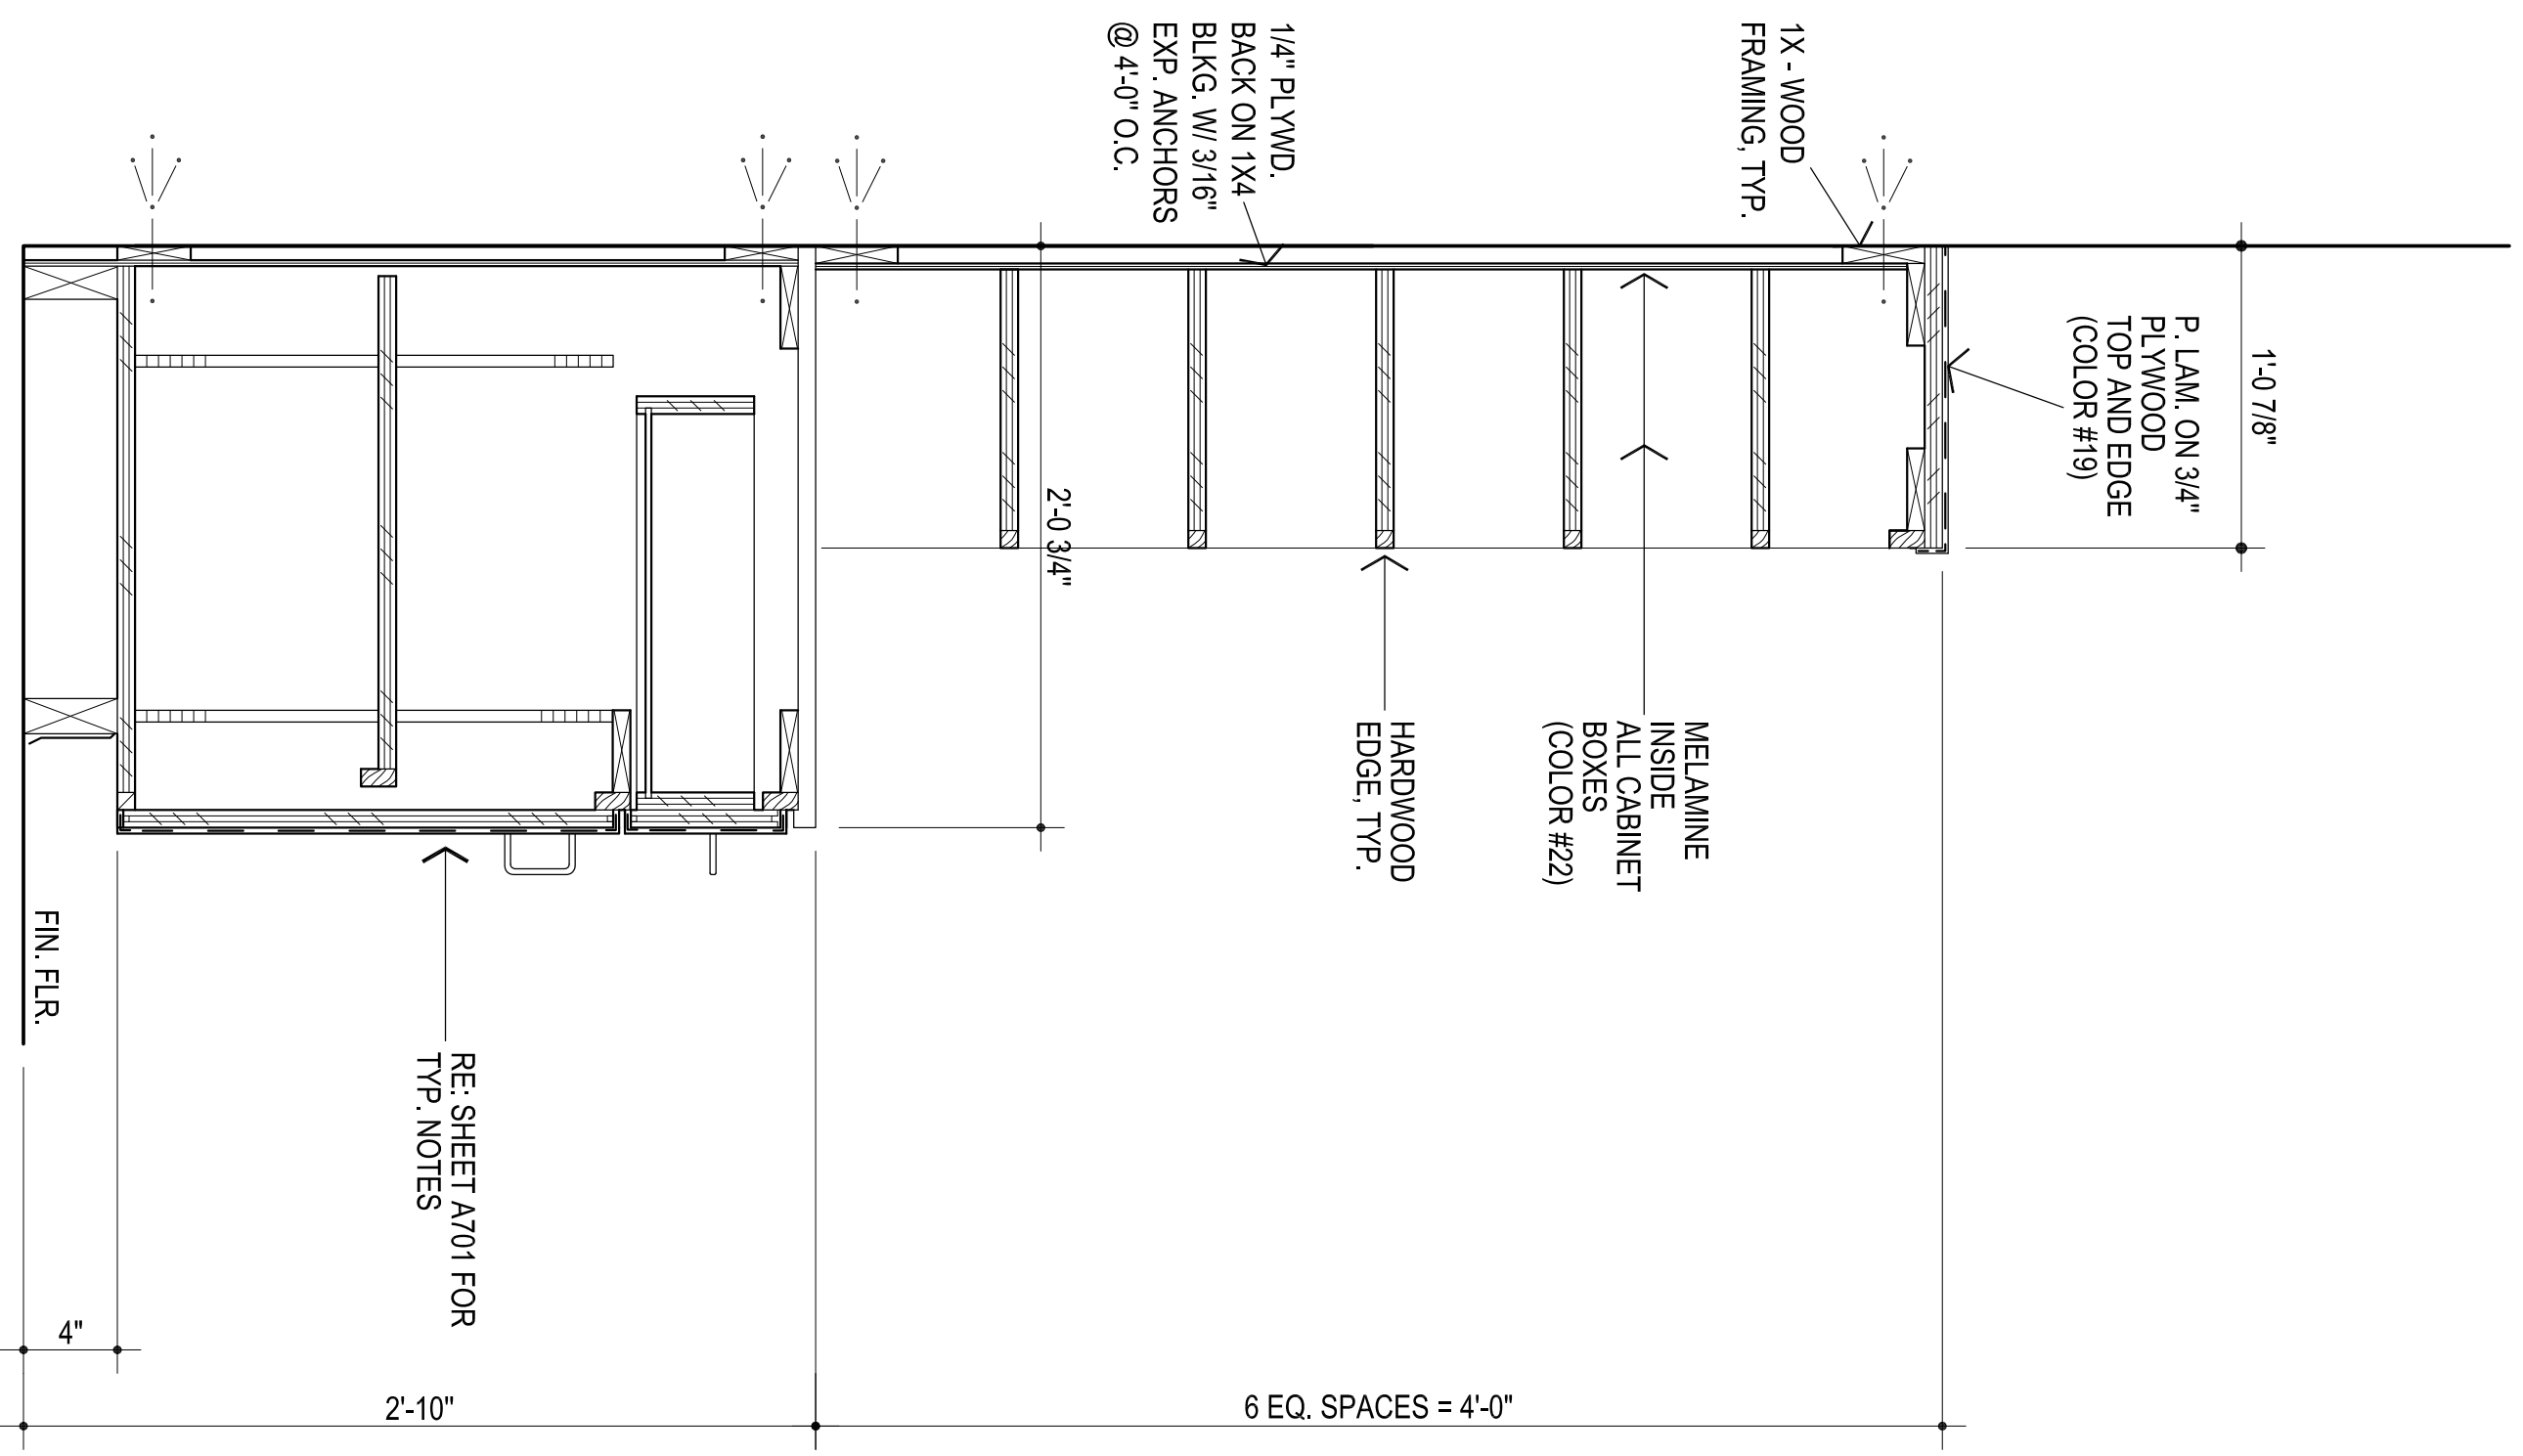 1X - WOOD
FRAMING, TYP.
1/4" PLYWD.
BACK ON 1X4
BLKG. W/ 3/16"
EXP. ANCHORS
@ 4'-0" O.C.
1'-0 7/8"
P. LAM. ON 3/4"
PLYWOOD
TOP AND EDGE
(COLOR #19)
2'-0 3/4"
MELAMINE
INSIDE
ALL CABINET
BOXES
(COLOR #22)
HARDWOOD
EDGE, TYP.
RE: SHEET A701 FOR
TYP. NOTES
FIN. FLR.
4"
2'-10"
6 EQ. SPACES = 4'-0"